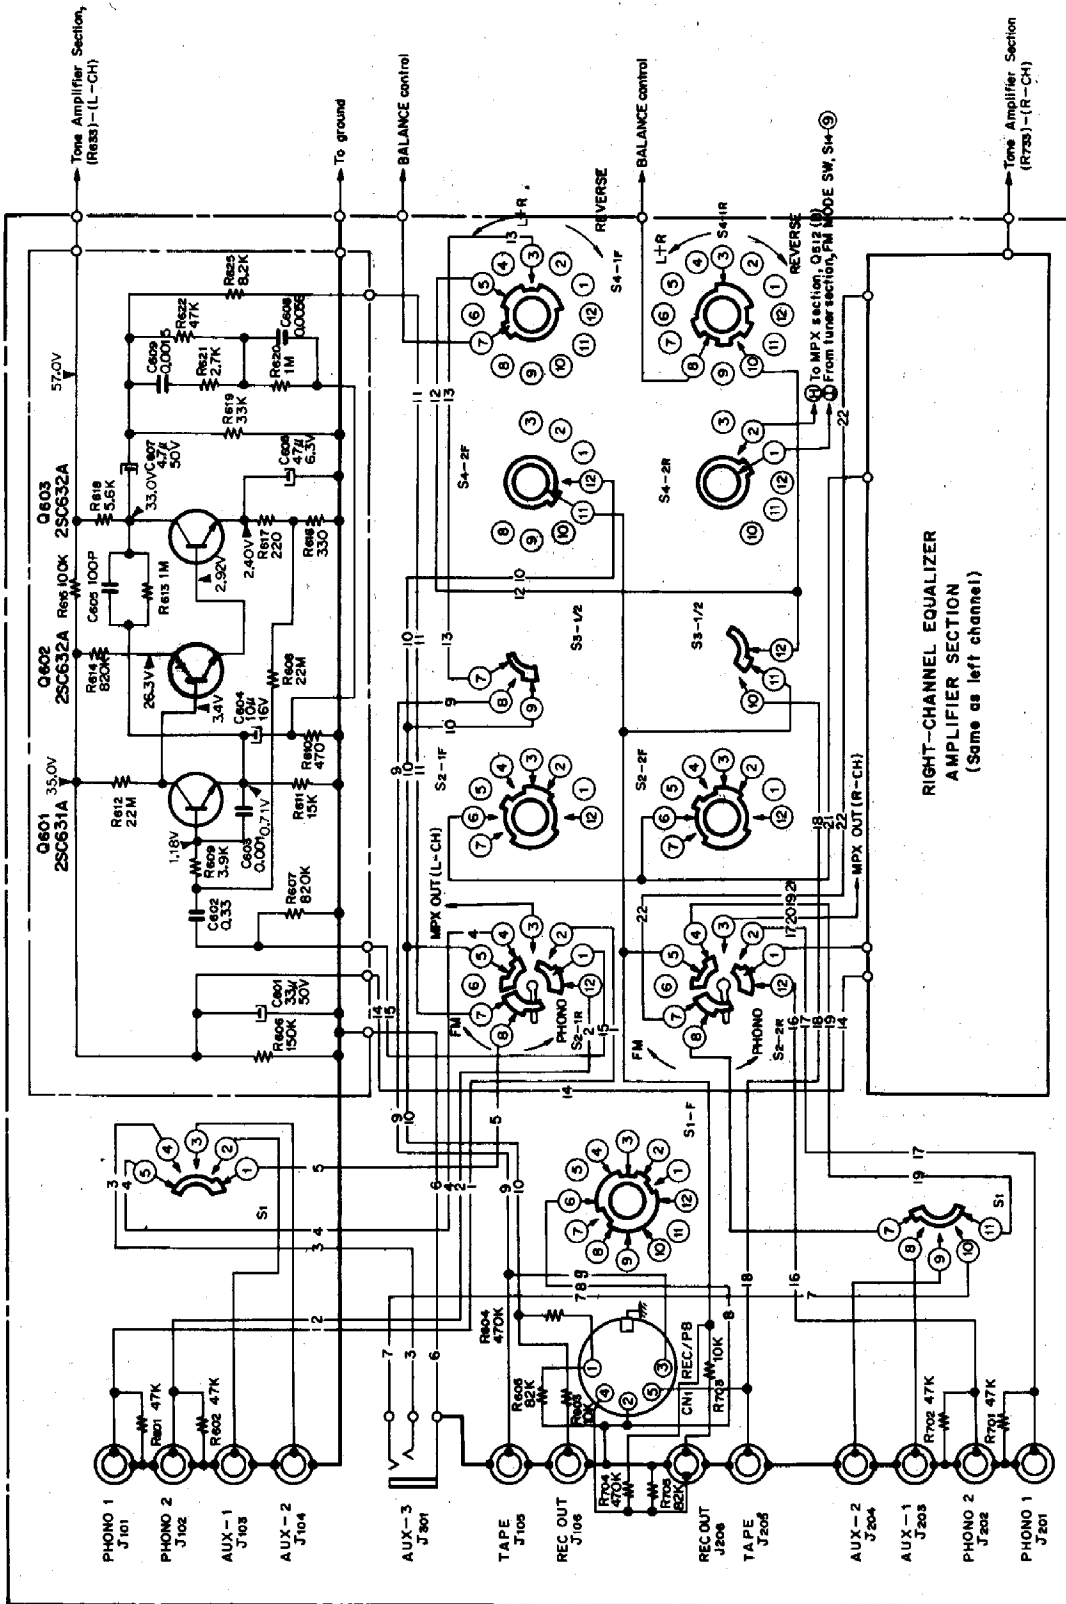 Tone Amplifier Section,
(R633)-(L-CH)
To ground
BALANCE control
BALANCE control
Tone Amplifier Section
(R733)-(R-CH)
Q601
2SC631A
Q602
2SC632A
Q603
2SC632A
35.0V
57.0V
R612
22M
R614
820K
R615 100K
C605 100P
R613 1M
R618
5.6K
33.0V
C607
4.7μ
50V
C609
0.0015
R622
47K
R625
8.2K
R621
2.7K
R620
1M
C608
0.0056
R619
33K
C606
47μ
6.3V
2.92V
2.40V
R617
220
R616
330
26.3V
3.4V
R608
22M
C604
10μ
16V
R610
470
1.18V
R609
3.9K
C603
0.001
0.71V
R611
15K
C602
0.33
R607
820K
C601
33μ
50V
R606
150K
S4-1F
L+R
REVERSE
S4-1R
L+R
REVERSE
S4-2F
S4-2R
(H) To MPX section, Q512 (B)
(I) From tuner section, FM MODE SW, S14-(9)
S3-1/2
S3-1/2
S2-1F
S2-2F
MPX OUT (L-CH)
MPX OUT (R-CH)
FM
PHONO
S2-1R
FM
PHONO
S2-2R
S1
S1-F
S1
RIGHT-CHANNEL EQUALIZER
AMPLIFIER SECTION
(Same as left channel)
PHONO 1
J101
R601 47K
PHONO 2
J102
R602 47K
AUX-1
J103
AUX-2
J104
AUX-3
J301
TAPE
J105
REC OUT
J106
R604
470K
R605
82K
R603
10K
CN1 REC/PB
R703 10K
R704
470K
R705
82K
REC OUT
J206
TAPE
J205
AUX-2
J204
AUX-1
J203
R702 47K
PHONO 2
J202
R701 47K
PHONO 1
J201